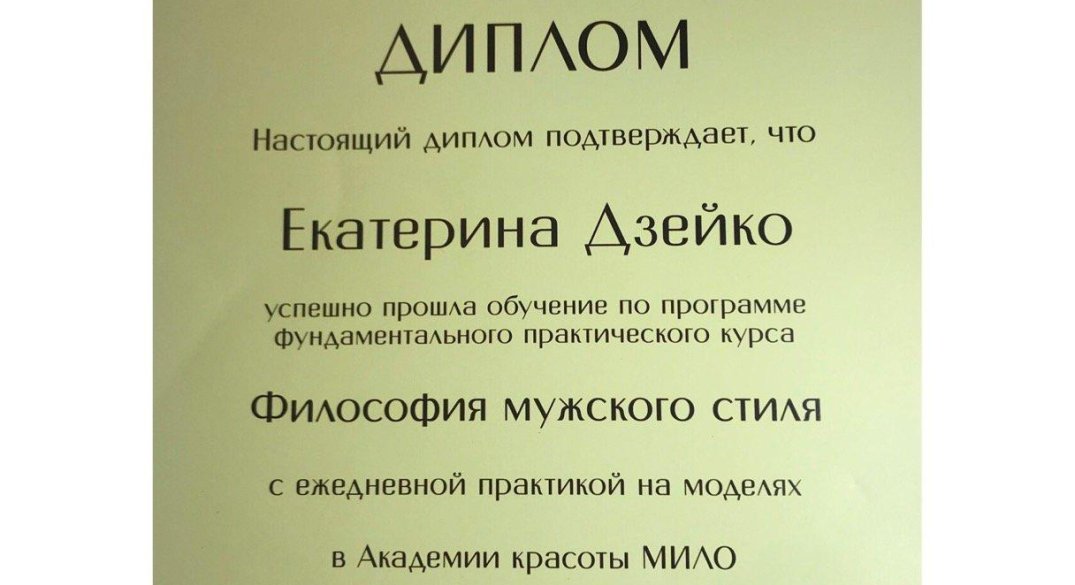 ДИПЛОМ
Настоящий диплом подтверждает, что
Екатерина Дзейко
успешно прошла обучение по программе
фундаментального практического курса
Философия мужского стиля
с ежедневной практикой на моделях
в Академии красоты МИЛО